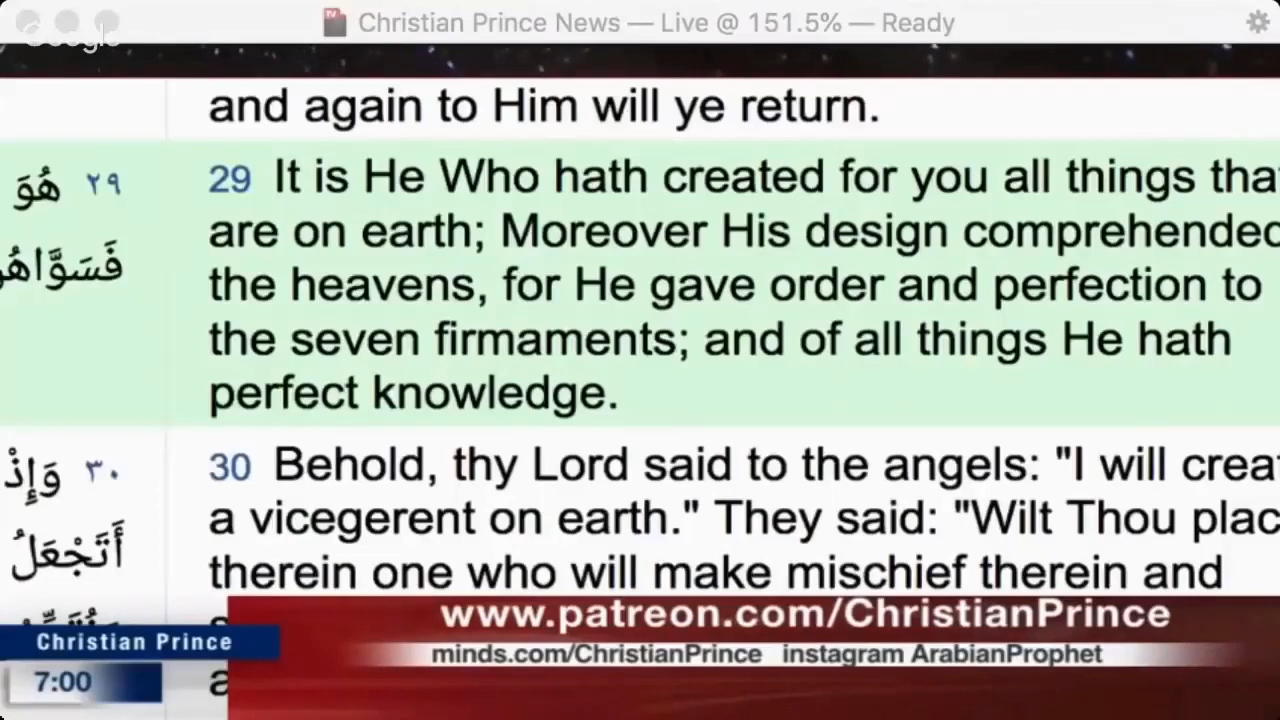 Christian Prince News — Live @ 151.5% — Ready
Google
and again to Him will ye return.
٢٩ هُوَ
29 It is He Who hath created for you all things tha
are on earth; Moreover His design comprehended
فَسَوَّاهُ
the heavens, for He gave order and perfection to
the seven firmaments; and of all things He hath
perfect knowledge.
٣٠ وَإِذْ
30 Behold, thy Lord said to the angels: "I will crea
a vicegerent on earth." They said: "Wilt Thou plac
أَتَجْعَلُ
therein one who will make mischief therein and
www.patreon.com/ChristianPrince
Christian Prince
minds.com/ChristianPrince instagram ArabianProphet
7:00
a